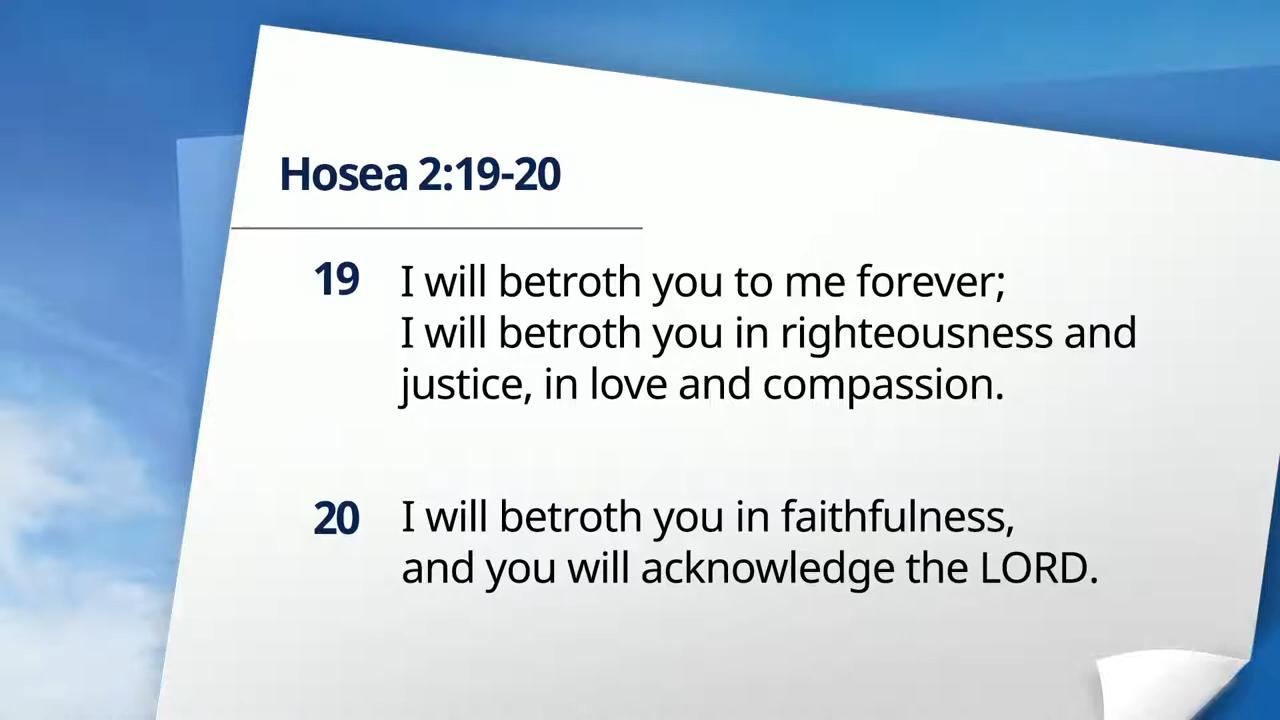 Hosea 2:19-20
19 I will betroth you to me forever;
I will betroth you in righteousness and
justice, in love and compassion.
20 I will betroth you in faithfulness,
and you will acknowledge the LORD.